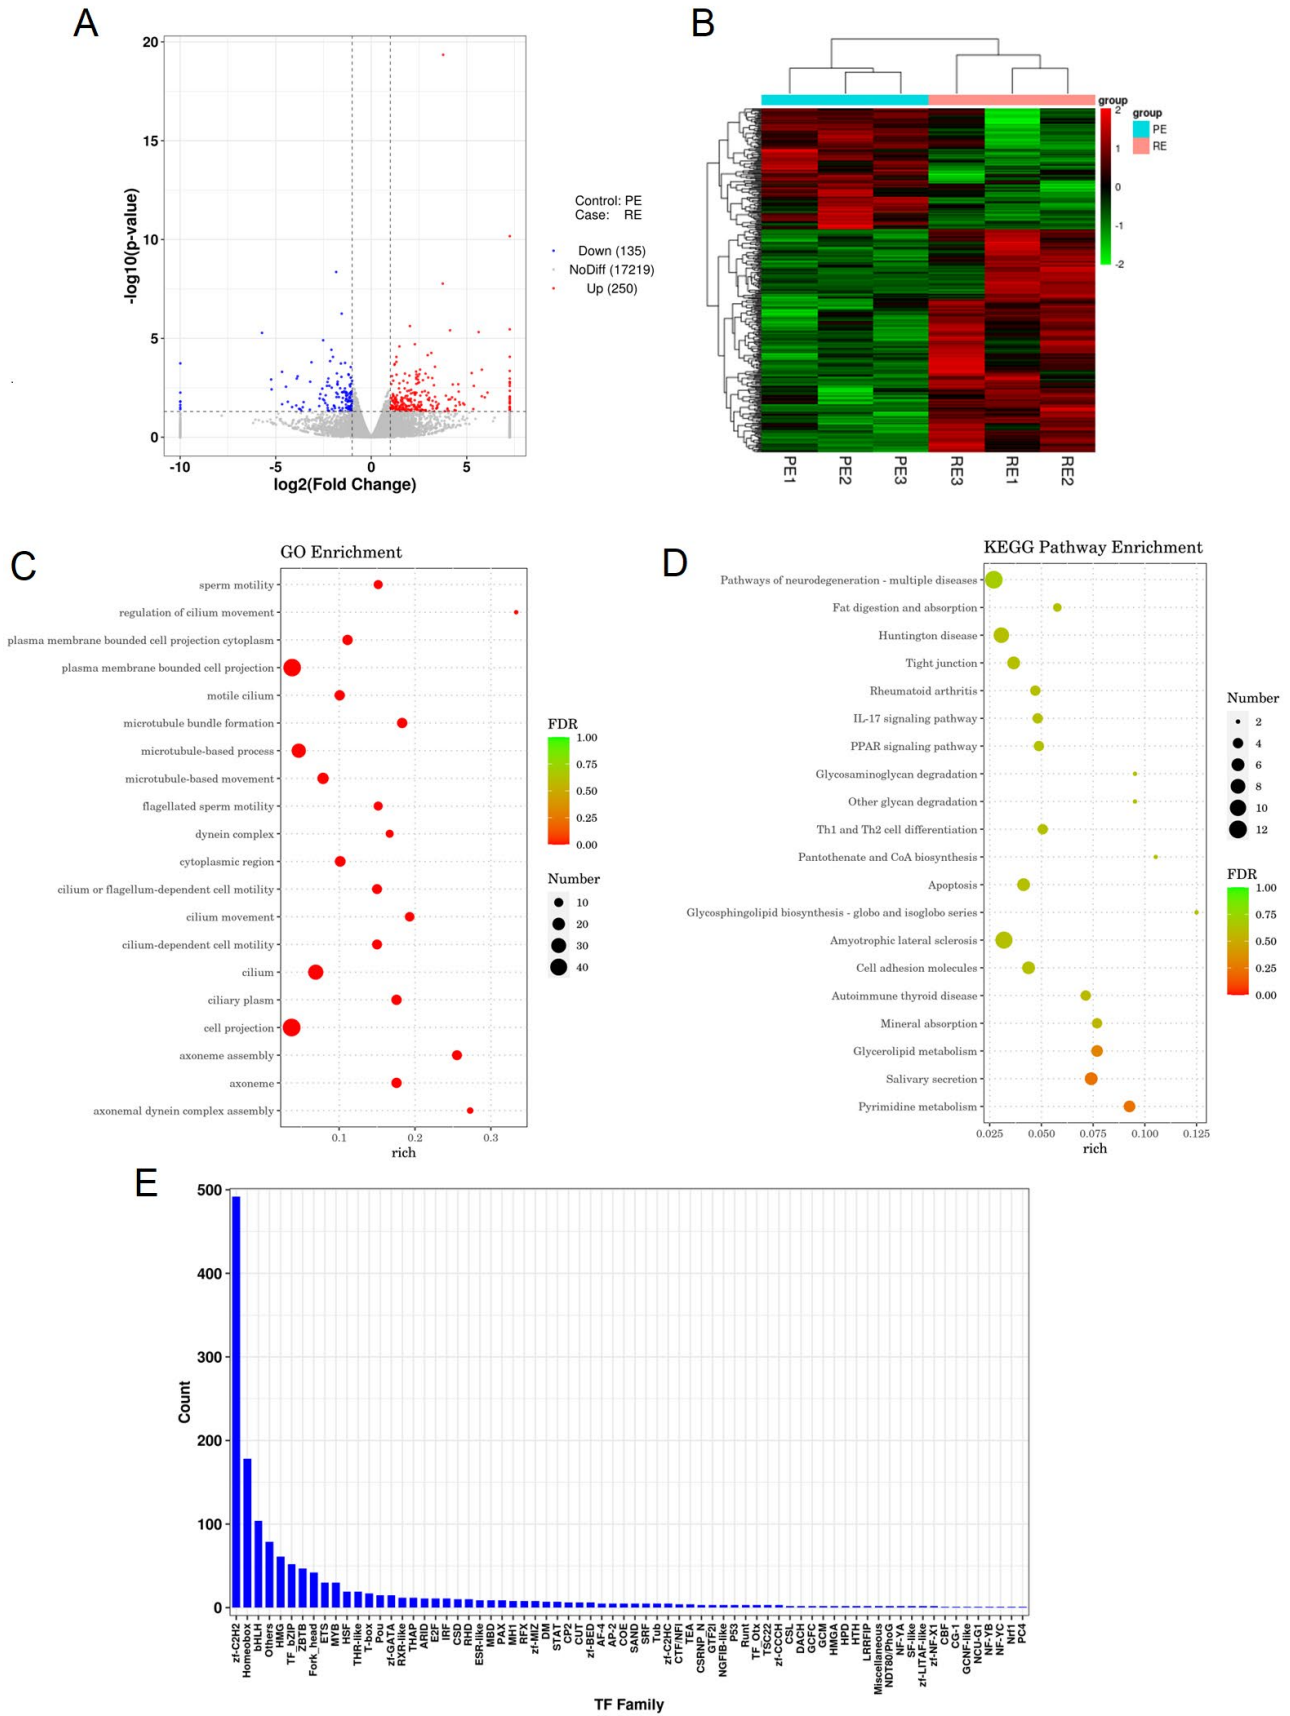 A
20
15
10
5
0
-10
-5
0
5
-log10(p-value)
log2(Fold Change)
Control: PE
Case: RE
Down (135)
NoDiff (17219)
Up (250)
B
group
2
1
0
-1
-2
group
PE
RE
PE1
PE2
PE3
RE3
RE1
RE2
C
GO Enrichment
sperm motility
regulation of cilium movement
plasma membrane bounded cell projection cytoplasm
plasma membrane bounded cell projection
motile cilium
microtubule bundle formation
microtubule-based process
microtubule-based movement
flagellated sperm motility
dynein complex
cytoplasmic region
cilium or flagellum-dependent cell motility
cilium movement
cilium-dependent cell motility
cilium
ciliary plasm
cell projection
axoneme assembly
axoneme
axonemal dynein complex assembly
0.1
0.2
0.3
rich
FDR
1.00
0.75
0.50
0.25
0.00
Number
10
20
30
40
D
KEGG Pathway Enrichment
Pathways of neurodegeneration - multiple diseases
Fat digestion and absorption
Huntington disease
Tight junction
Rheumatoid arthritis
IL-17 signaling pathway
PPAR signaling pathway
Glycosaminoglycan degradation
Other glycan degradation
Th1 and Th2 cell differentiation
Pantothenate and CoA biosynthesis
Apoptosis
Glycosphingolipid biosynthesis - globo and isoglobo series
Amyotrophic lateral sclerosis
Cell adhesion molecules
Autoimmune thyroid disease
Mineral absorption
Glycerolipid metabolism
Salivary secretion
Pyrimidine metabolism
0.025
0.050
0.075
0.100
0.125
rich
Number
2
4
6
8
10
12
FDR
1.00
0.75
0.50
0.25
0.00
E
500
400
300
200
100
0
Count
zf-C2H2
Homeobox
bHLH
Others
HMG
TF_bZIP
ZBTB
Fork_head
ETS
MYB
HSF
THR-like
T-box
Pou
zf-GATA
RXR-like
THAP
ARID
E2F
IRF
CSD
RHD
ESR-like
MBD
PAX
MH1
RFX
zf-MIZ
DM
STAT
CP2
CUT
zf-BED
AF-4
AP-2
COE
SAND
SRF
Tub
zf-C2HC
CTF/NFI
TEA
CSRNP_N
GTF2I
NGFIB-like
P53
Runt
TF_Otx
TSC22
zf-CCCH
CSL
DACH
GCFC
GCM
HMGA
HPD
HTH
LRRFIP
Miscellaneous
NDT80/PhoG
NF-YA
SF-like
zf-LITAF-like
zf-NF-X1
CBF
CG-1
GCNF-like
NCU-G1
NF-YB
NF-YC
Nrf1
PC4
TF Family